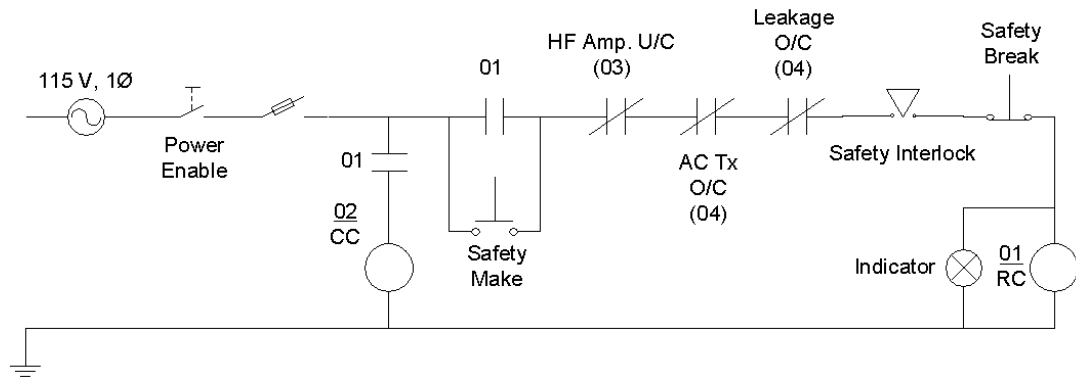 115 V, 1Ø
Power
Enable
01
02
CC
01
Safety
Make
HF Amp. U/C
(03)
AC Tx
O/C
(04)
Leakage
O/C
(04)
Safety Interlock
Safety
Break
Indicator
01
RC